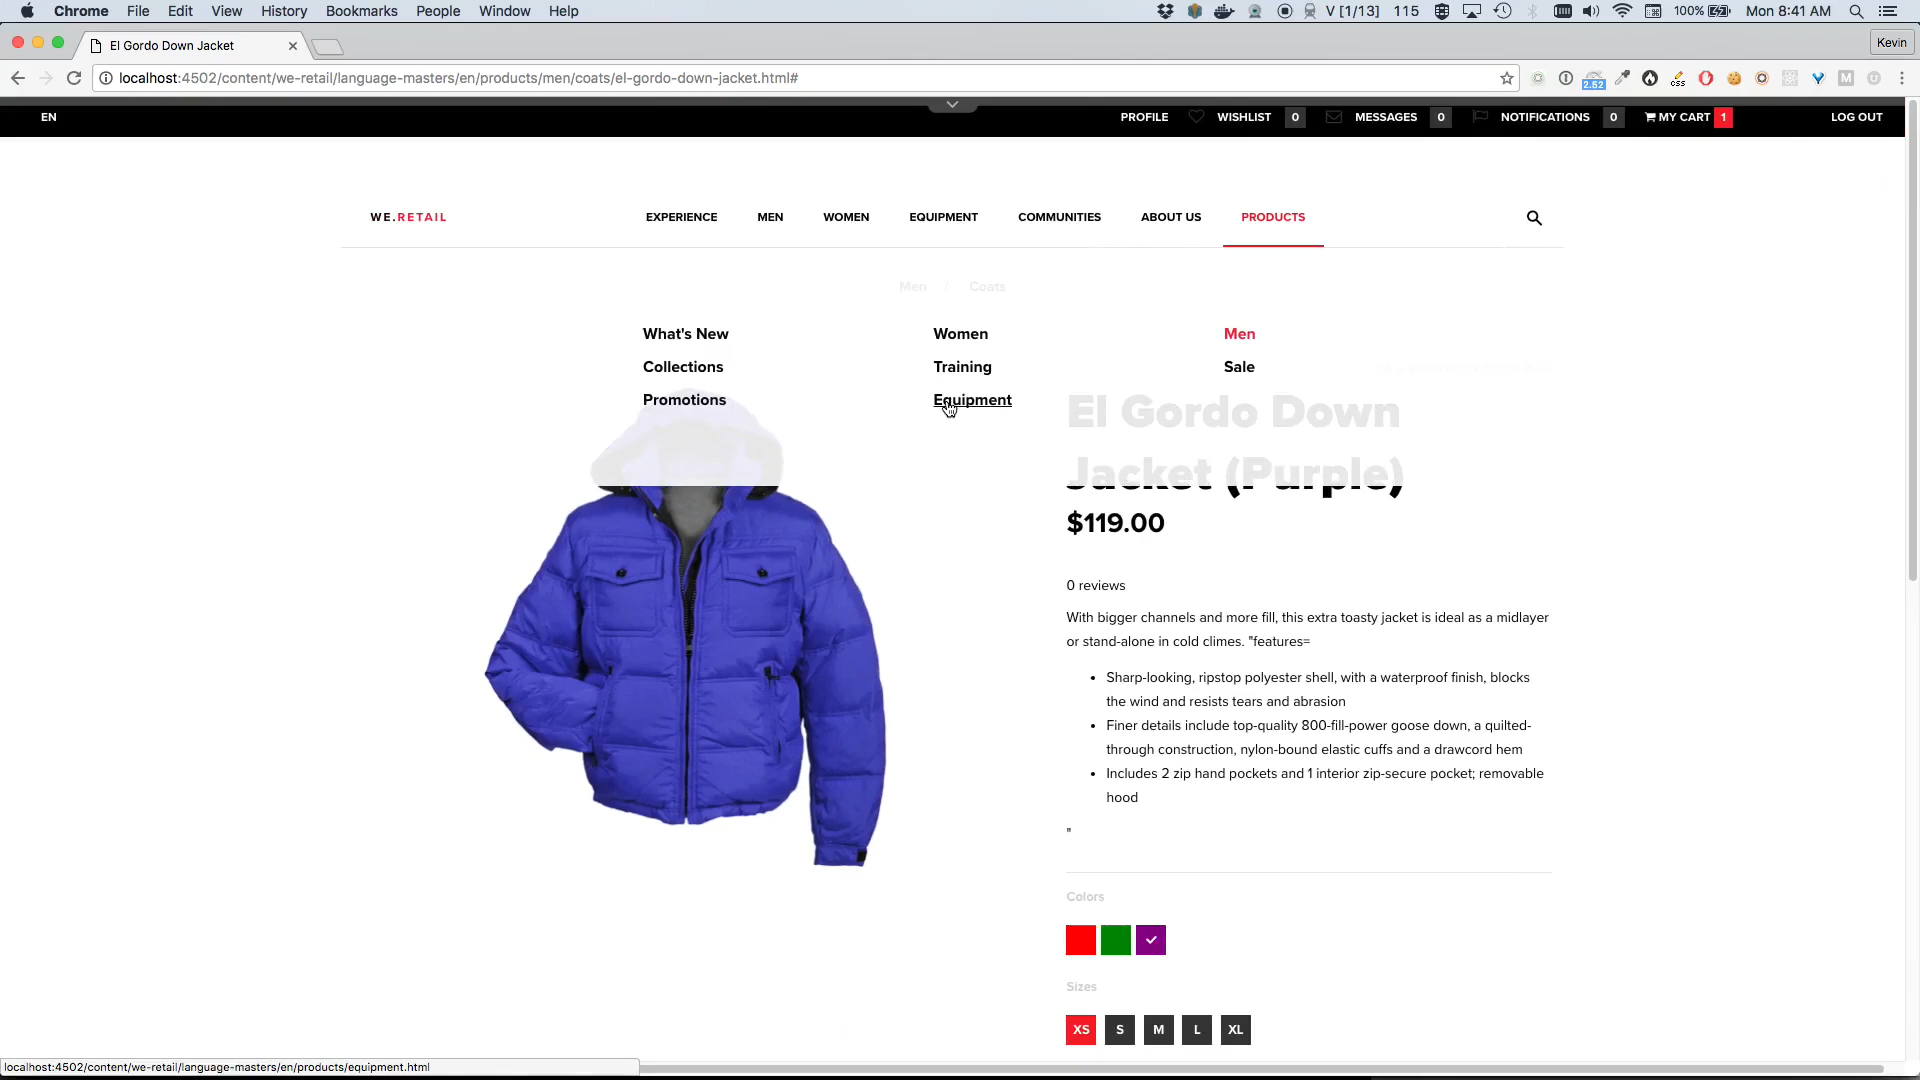 Chrome File Edit View History Bookmarks People Window Help V [1/13] 115 100% Mon 8:41 AM
El Gordo Down Jacket
Kevin
localhost:4502/content/we-retail/language-masters/en/products/men/coats/el-gordo-down-jacket.html#
2.52
css
M
EN PROFILE WISHLIST 0 MESSAGES 0 NOTIFICATIONS 0 MY CART 1 LOG OUT
WE.RETAIL EXPERIENCE MEN WOMEN EQUIPMENT COMMUNITIES ABOUT US PRODUCTS
Men / Coats
What's New Women Men
Collections Training Sale
Promotions Equipment
El Gordo Down
Jacket (Purple)
$119.00
0 reviews
With bigger channels and more fill, this extra toasty jacket is ideal as a midlayer
or stand-alone in cold climes. "features=
• Sharp-looking, ripstop polyester shell, with a waterproof finish, blocks
the wind and resists tears and abrasion
• Finer details include top-quality 800-fill-power goose down, a quilted-
through construction, nylon-bound elastic cuffs and a drawcord hem
• Includes 2 zip hand pockets and 1 interior zip-secure pocket; removable
hood
"
Colors
Sizes
XS S M L XL
localhost:4502/content/we-retail/language-masters/en/products/equipment.html